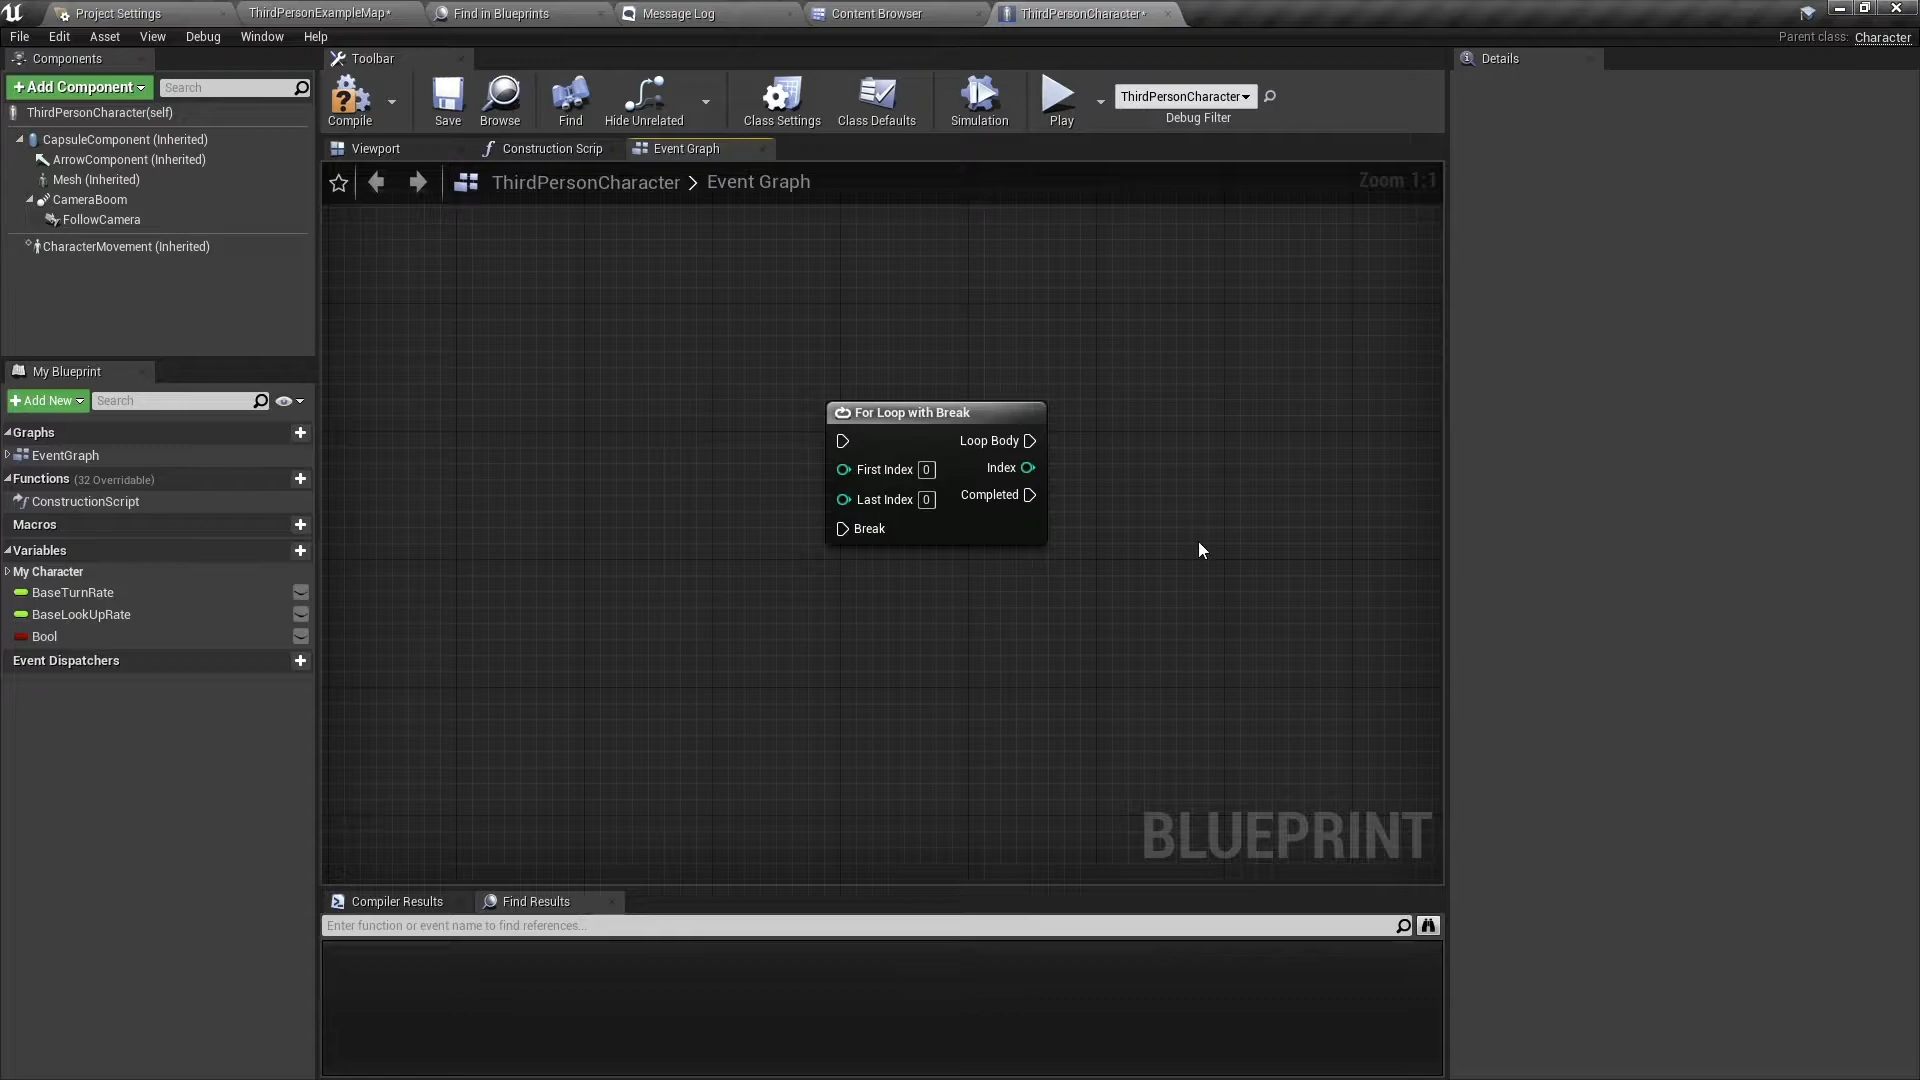 Project Settings
ThirdPersonExampleMap*
Find in Blueprints
Message Log
Content Browser
ThirdPersonCharacter*
File Edit Asset View Debug Window Help
Parent class: Character
Components
+Add Component
Search
ThirdPersonCharacter(self)
CapsuleComponent (Inherited)
ArrowComponent (Inherited)
Mesh (Inherited)
CameraBoom
FollowCamera
CharacterMovement (Inherited)
Toolbar
Compile
Save
Browse
Find
Hide Unrelated
Class Settings
Class Defaults
Simulation
Play
ThirdPersonCharacter
Debug Filter
Viewport
Construction Scrip
Event Graph
ThirdPersonCharacter > Event Graph
Zoom 1:1
For Loop with Break
Loop Body
First Index 0
Index
Last Index 0
Completed
Break
BLUEPRINT
My Blueprint
+Add New
Search
Graphs
EventGraph
Functions (32 Overridable)
ConstructionScript
Macros
Variables
My Character
BaseTurnRate
BaseLookUpRate
Bool
Event Dispatchers
Compiler Results
Find Results
Enter function or event name to find references...
Details